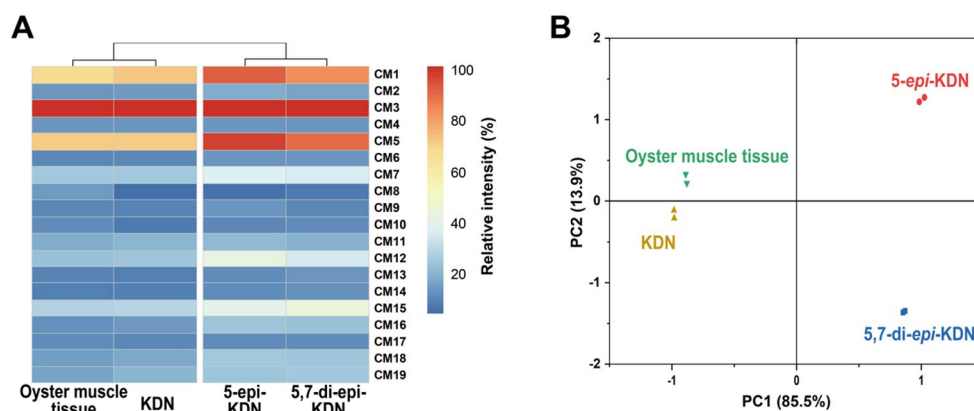 A
CM1
CM2
CM3
CM4
CM5
CM6
CM7
CM8
CM9
CM10
CM11
CM12
CM13
CM14
CM15
CM16
CM17
CM18
CM19
Oyster muscle
tissue
KDN
5-epi-
KDN
5,7-di-epi-
KDN
100
80
60
40
20
Relative intensity (%)
B
2
1
0
-1
-2
PC2 (13.9%)
5-epi-KDN
Oyster muscle tissue
KDN
5,7-di-epi-KDN
-1
0
1
PC1 (85.5%)